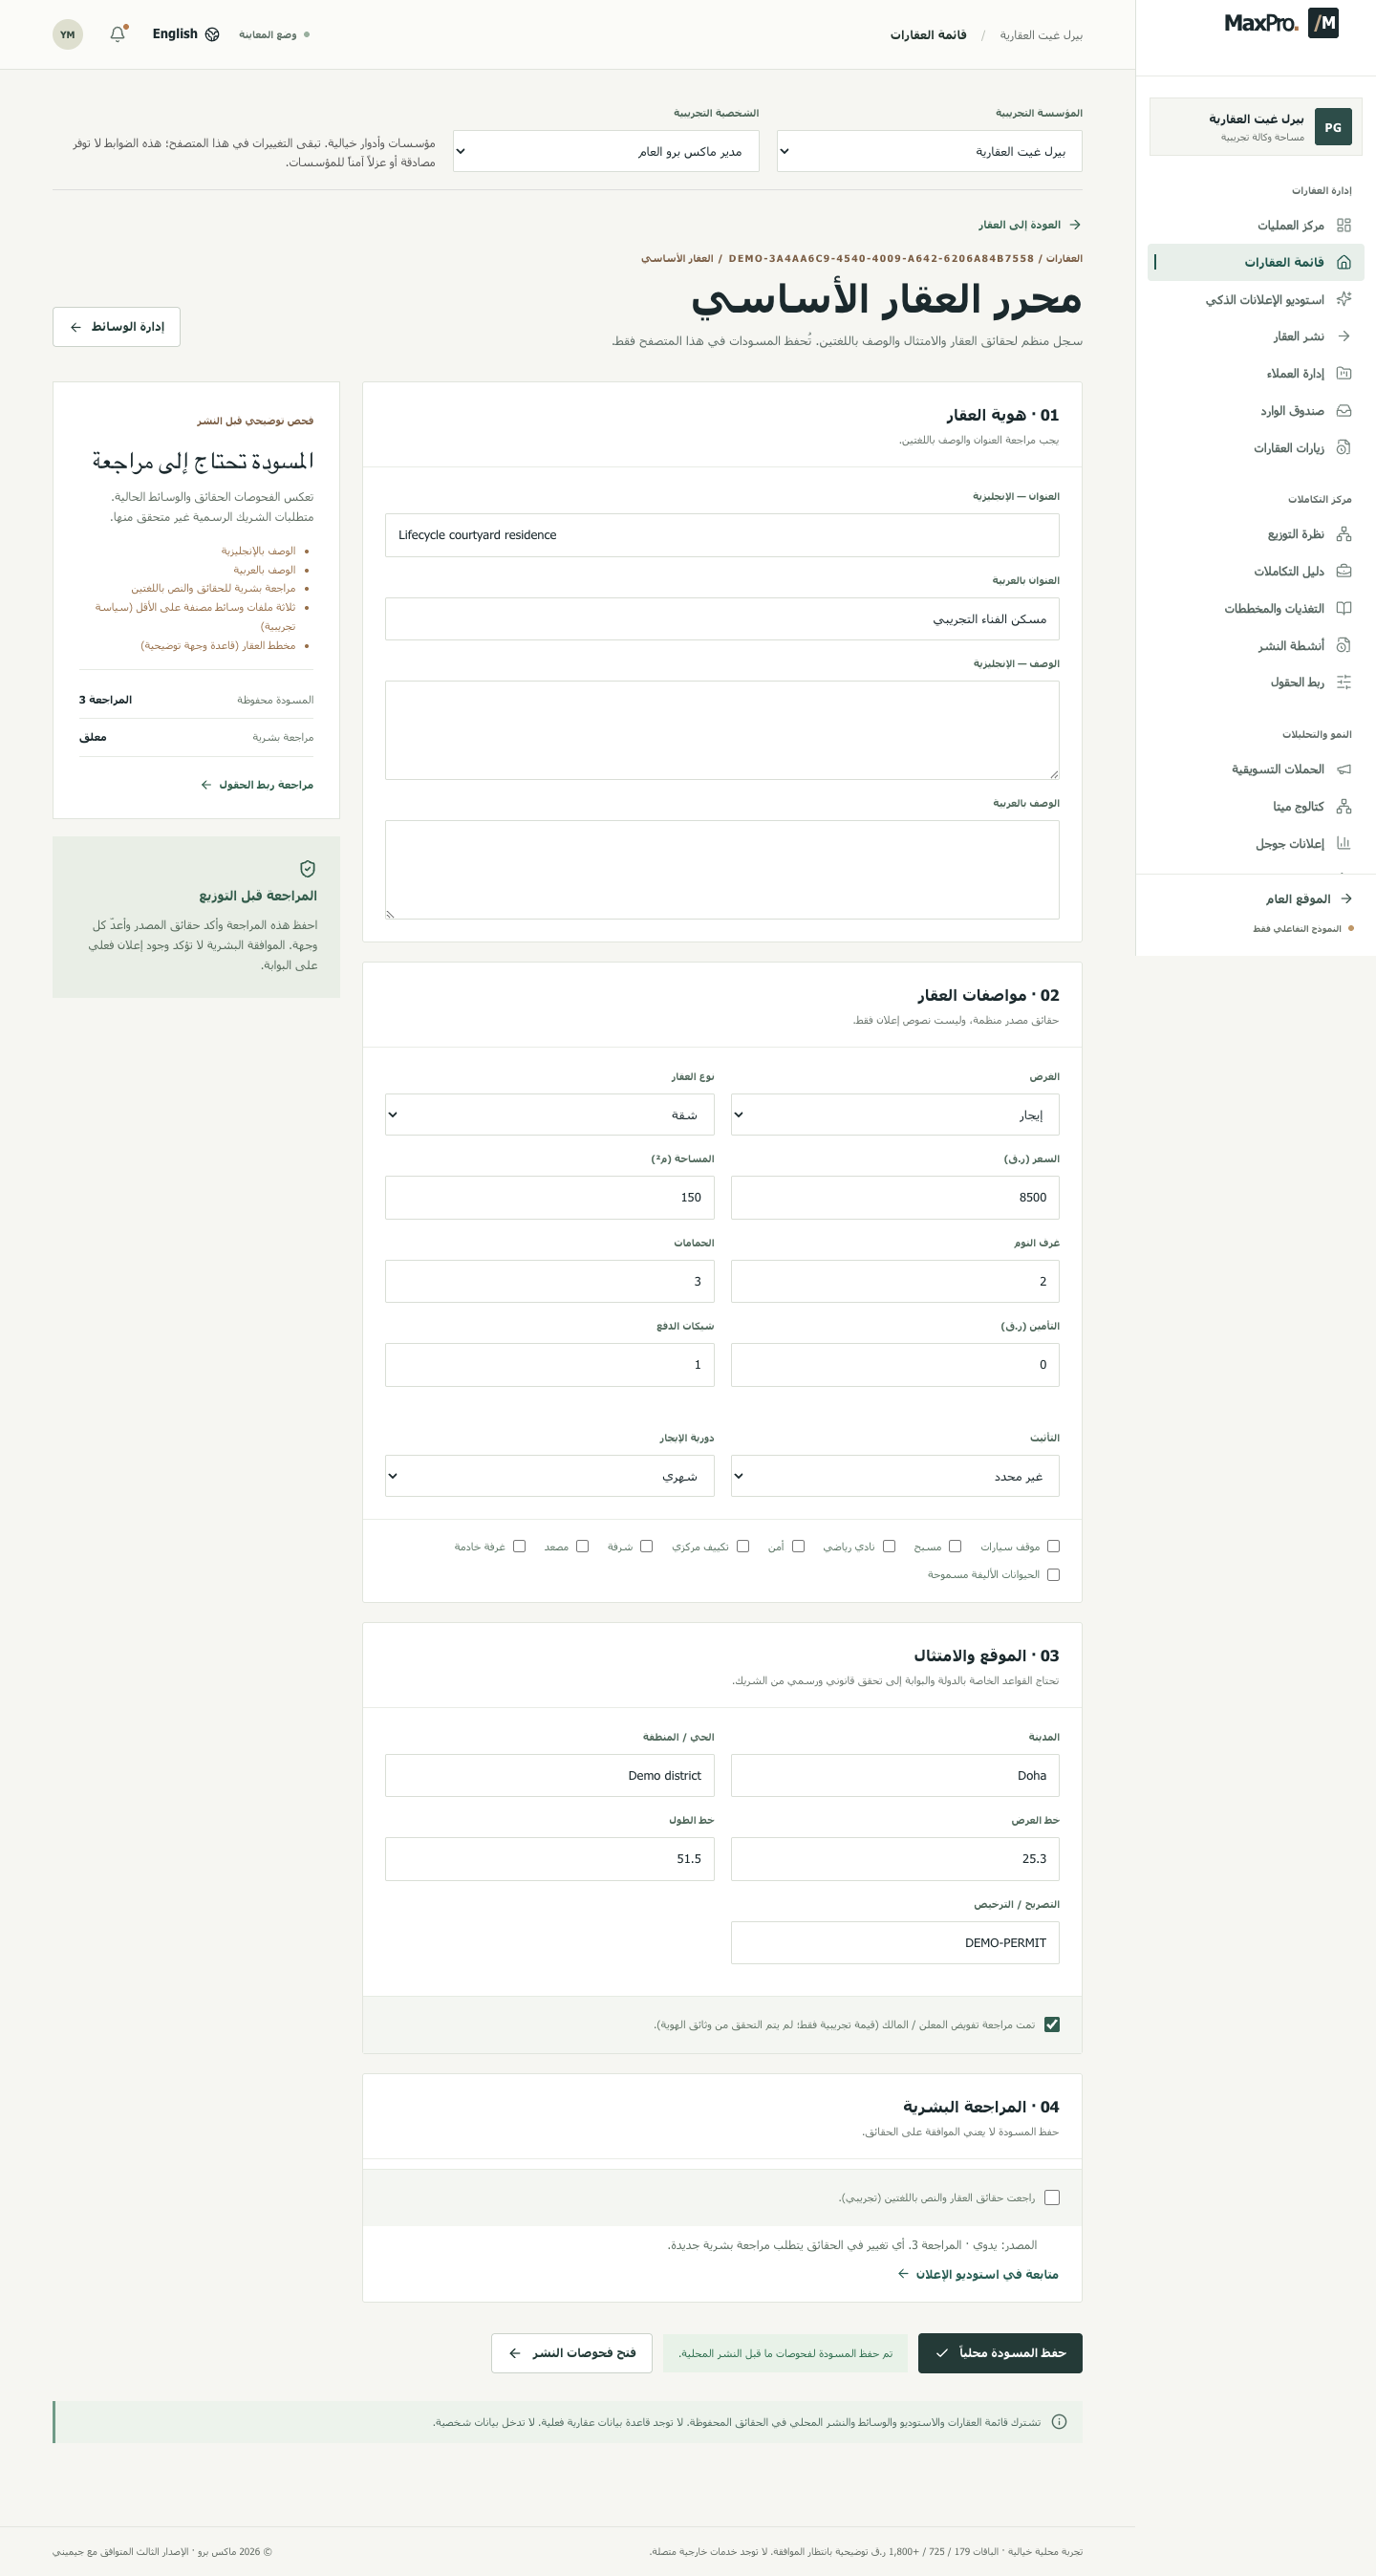 MaxPro.
/M
PG
بيرل غيت العقارية
مساحة وكالة تجريبية
إدارة العقارات
مركز العمليات
قائمة العقارات
استوديو الإعلانات الذكي
نشر العقار
إدارة العملاء
صندوق الوارد
زيارات العقارات
مركز التكاملات
نظرة التوزيع
دليل التكاملات
التغذيات والمخططات
أنشطة النشر
ربط الحقول
النمو والتحليلات
الحملات التسويقية
كتالوج ميتا
إعلانات جوجل
الموقع العام
النموذج التفاعلي فقط
بيرل غيت العقارية / قائمة العقارات
وضع المعاينة
English
YM
المؤسسة التجريبية
بيرل غيت العقارية
الشخصية التجريبية
مدير ماكس برو العام
مؤسسات وأدوار خيالية. تبقى التغييرات في هذا المتصفح؛ هذه الضوابط لا توفر
مصادقة أو عزلاً آمناً للمؤسسات.
العودة إلى العقار
العقارات / DEMO-3A4AA6C9-4540-4009-A642-6206A84B7558 / العقار الأساسي
محرر العقار الأساسي
سجل منظم لحقائق العقار والامتثال والوصف باللغتين. تُحفظ المسودات في هذا المتصفح فقط.
إدارة الوسائط
01 · هوية العقار
يجب مراجعة العنوان والوصف باللغتين.
العنوان — الإنجليزية
Lifecycle courtyard residence
العنوان بالعربية
مسكن الفناء التجريبي
الوصف — الإنجليزية
الوصف بالعربية
فحص توضيحي قبل النشر
المسودة تحتاج إلى مراجعة
تعكس الفحوصات الحقائق والوسائط الحالية.
متطلبات الشريك الرسمية غير متحقق منها.
• الوصف بالإنجليزية
• الوصف بالعربية
• مراجعة بشرية للحقائق والنص باللغتين
• ثلاثة ملفات وسائط مصنفة على الأقل (سياسة
تجريبية)
• مخطط العقار (قاعدة وجهة توضيحية)
المسودة محفوظة
المراجعة 3
مراجعة بشرية
معلق
مراجعة ربط الحقول
المراجعة قبل التوزيع
احفظ هذه المراجعة وأكد حقائق المصدر وأعدّ كل
وجهة. الموافقة البشرية لا تؤكد وجود إعلان فعلي
على البوابة.
02 · مواصفات العقار
حقائق مصدر منظمة، وليست نصوص إعلان فقط.
الغرض
إيجار
نوع العقار
شقة
السعر (ر.ق)
8500
المساحة (م²)
150
غرف النوم
2
الحمامات
3
التأمين (ر.ق)
0
شيكات الدفع
1
التأثيث
غير محدد
دورية الإيجار
شهري
موقف سيارات
مسبح
نادي رياضي
أمن
تكييف مركزي
شرفة
مصعد
غرفة خادمة
الحيوانات الأليفة مسموحة
03 · الموقع والامتثال
تحتاج القواعد الخاصة بالدولة والبوابة إلى تحقق قانوني ورسمي من الشريك.
المدينة
Doha
الحي / المنطقة
Demo district
خط العرض
25.3
خط الطول
51.5
التصريح / الترخيص
DEMO-PERMIT
تمت مراجعة تفويض المعلن / المالك (قيمة تجريبية فقط؛ لم يتم التحقق من وثائق الهوية).
04 · المراجعة البشرية
حفظ المسودة لا يعني الموافقة على الحقائق.
راجعت حقائق العقار والنص باللغتين (تجريبي).
المصدر: يدوي · المراجعة 3. أي تغيير في الحقائق يتطلب مراجعة بشرية جديدة.
متابعة في استوديو الإعلان
حفظ المسودة محلياً
تم حفظ المسودة لفحوصات ما قبل النشر المحلية.
فتح فحوصات النشر
تشترك قائمة العقارات والاستوديو والوسائط والنشر المحلي في الحقائق المحفوظة. لا توجد قاعدة بيانات عقارية فعلية. لا تدخل بيانات شخصية.
تجربة محلية خيالية · الباقات 179 / 725 / +1,800 ر.ق توضيحية بانتظار الموافقة. لا توجد خدمات خارجية متصلة.
© 2026 ماكس برو · الإصدار الثالث المتوافق مع جيميني